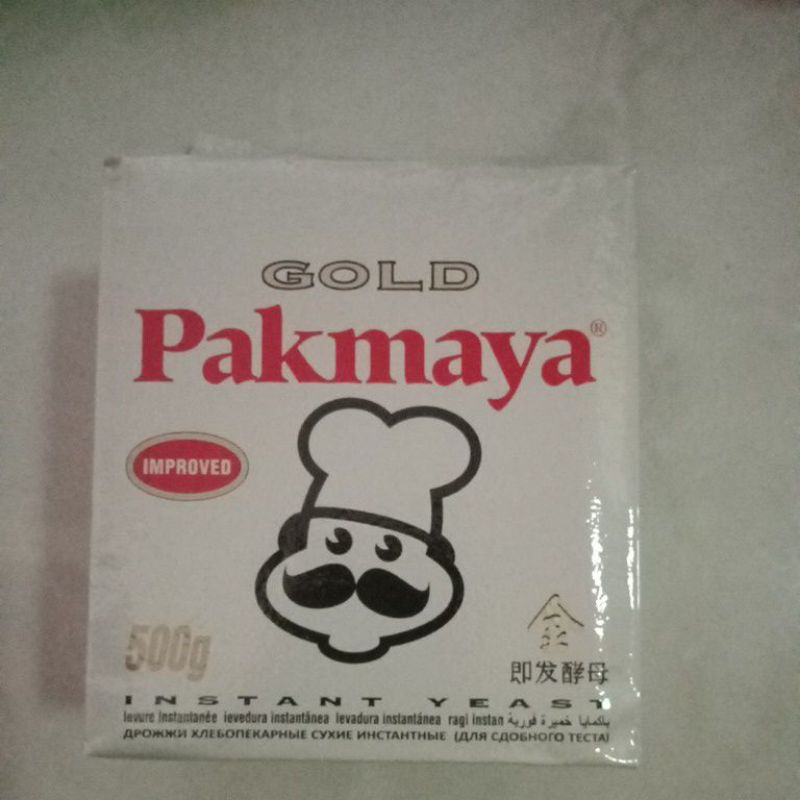 GOLD
Pakmaya®
IMPROVED
500g
金
即发酵母
INSTANT YEAST
levure Instantanée levedura instantânea levadura instantánea ragi instan باكمايا خميرة فورية
ДРОЖЖИ ХЛЕБОПЕКАРНЫЕ СУХИЕ ИНСТАНТНЫЕ (ДЛЯ СДОБНОГО ТЕСТА)